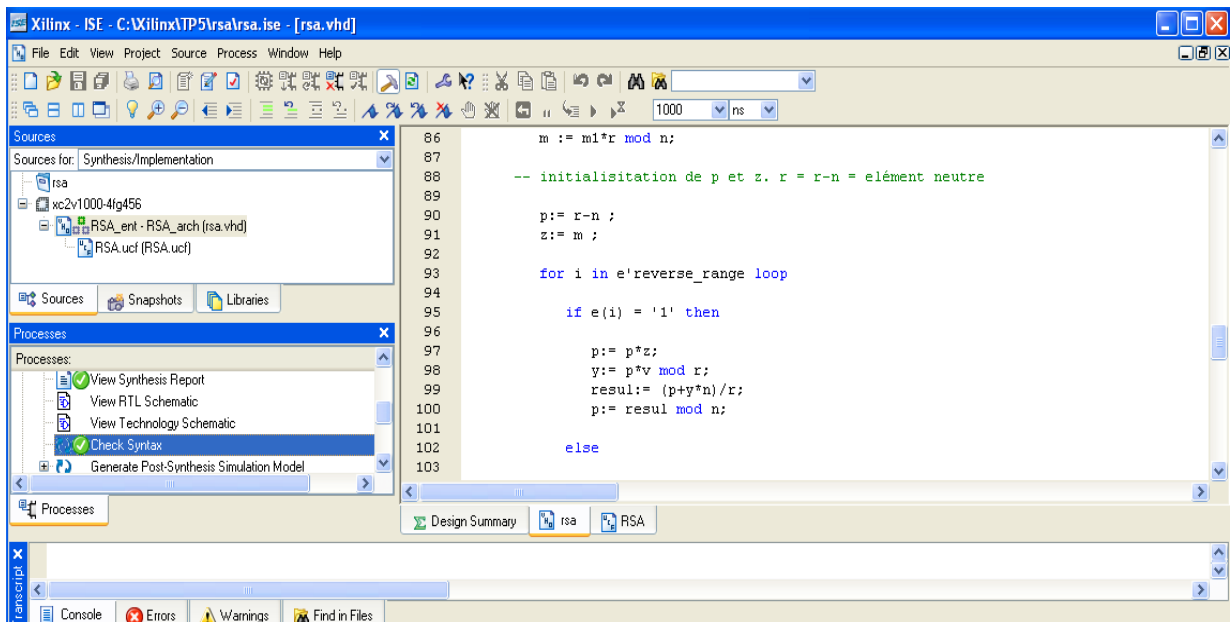 Xilinx - ISE - C:\Xilinx\TP5\rsa\rsa.ise - [rsa.vhd]
File Edit View Project Source Process Window Help
1000 ns
Sources
Sources for: Synthesis/Implementation
rsa
xc2v1000-4fg456
RSA_ent - RSA_arch (rsa.vhd)
RSA.ucf (RSA.ucf)
Sources Snapshots Libraries
Processes
Processes:
View Synthesis Report
View RTL Schematic
View Technology Schematic
Check Syntax
Generate Post-Synthesis Simulation Model
Processes
86 m := m1*r mod n;
87
88 -- initialisitation de p et z. r = r-n = elément neutre
89
90 p:= r-n ;
91 z:= m ;
92
93 for i in e'reverse_range loop
94
95 if e(i) = '1' then
96
97 p:= p*z;
98 y:= p*v mod r;
99 resul:= (p+y*n)/r;
100 p:= resul mod n;
101
102 else
103
Design Summary rsa RSA
Console Errors Warnings Find in Files